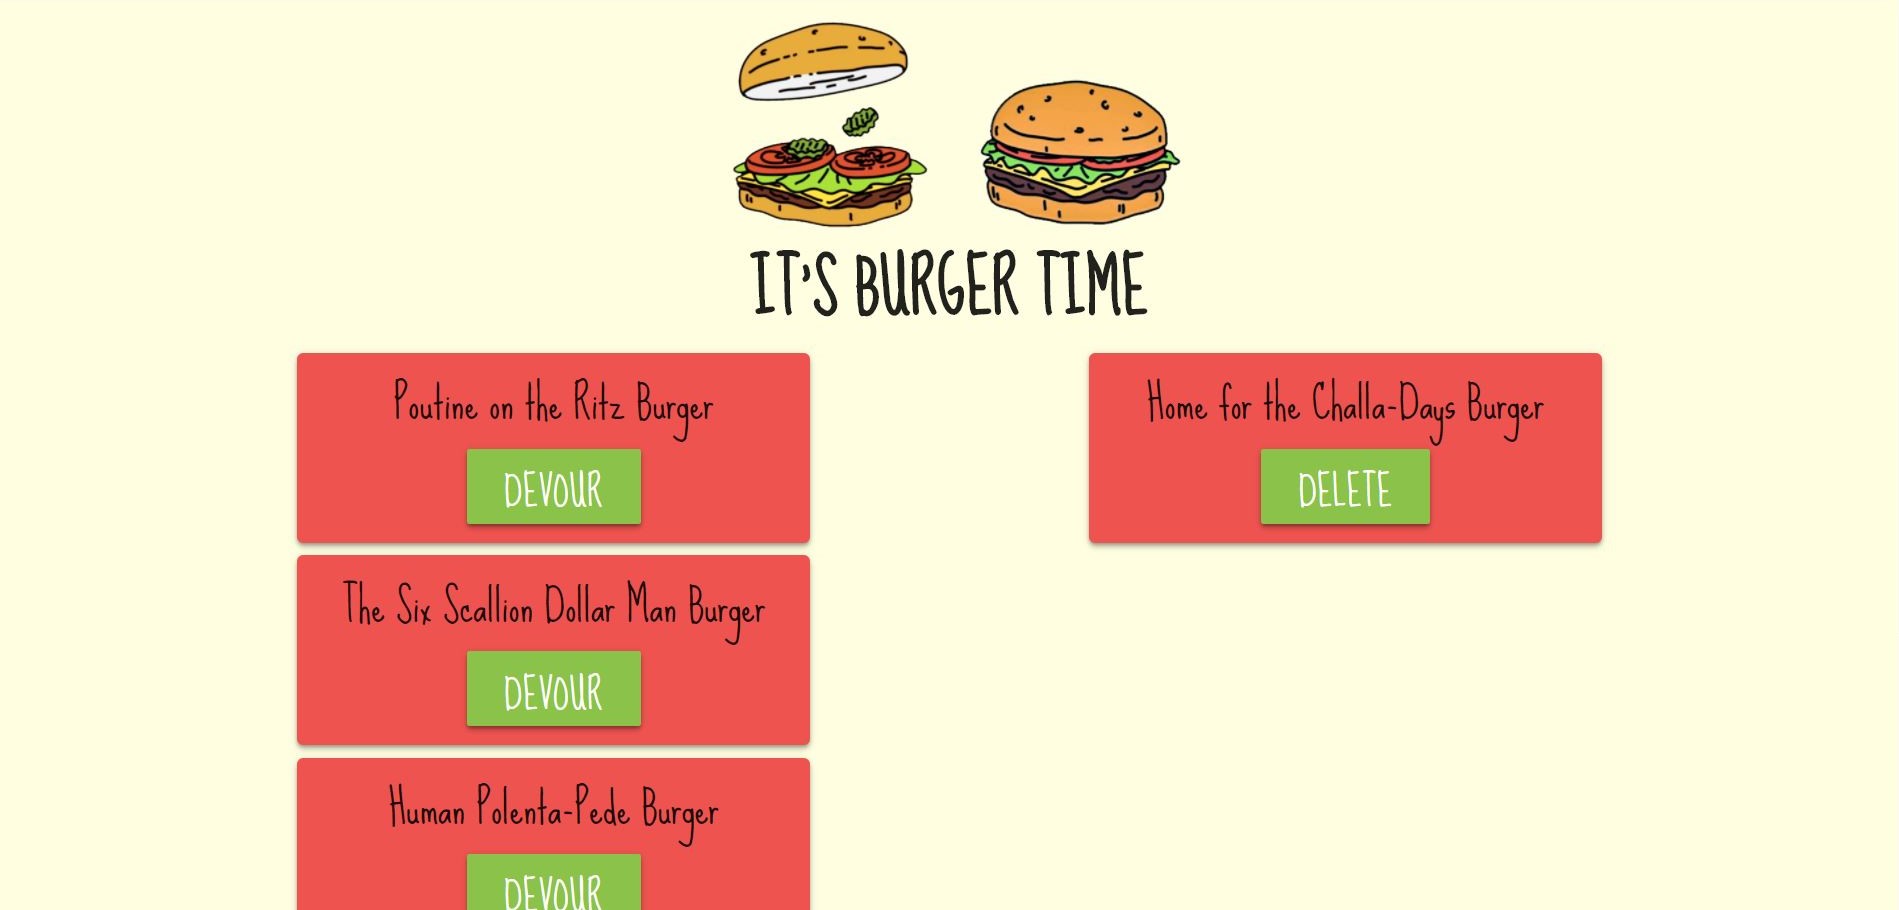 IT'S BURGER TIME
Poutine on the Ritz Burger
DEVOUR
The Six Scallion Dollar Man Burger
DEVOUR
Human Polenta-Pede Burger
DEVOUR
Home for the Challa-Days Burger
DELETE